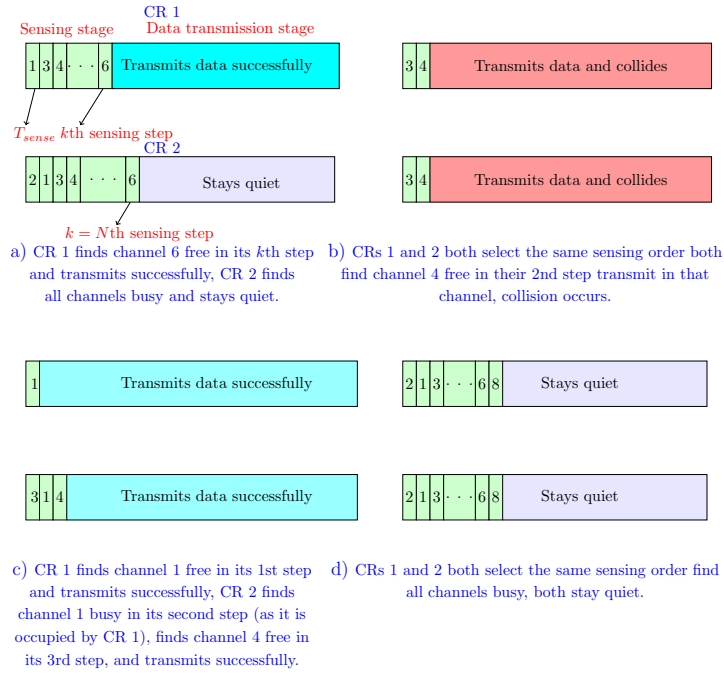 CR 1
Sensing stage
Data transmission stage
1 3 4 · · · 6 Transmits data successfully
3 4 Transmits data and collides
T_sense kth sensing step
CR 2
2 1 3 4 · · · 6 Stays quiet
3 4 Transmits data and collides
k = Nth sensing step
a) CR 1 finds channel 6 free in its kth step
and transmits successfully, CR 2 finds
all channels busy and stays quiet.
b) CRs 1 and 2 both select the same sensing order both
find channel 4 free in their 2nd step transmit in that
channel, collision occurs.
1 Transmits data successfully
2 1 3 · · · 6 8 Stays quiet
3 1 4 Transmits data successfully
2 1 3 · · · 6 8 Stays quiet
c) CR 1 finds channel 1 free in its 1st step
and transmits successfully, CR 2 finds
channel 1 busy in its second step (as it is
occupied by CR 1), finds channel 4 free in
its 3rd step, and transmits successfully.
d) CRs 1 and 2 both select the same sensing order find
all channels busy, both stay quiet.